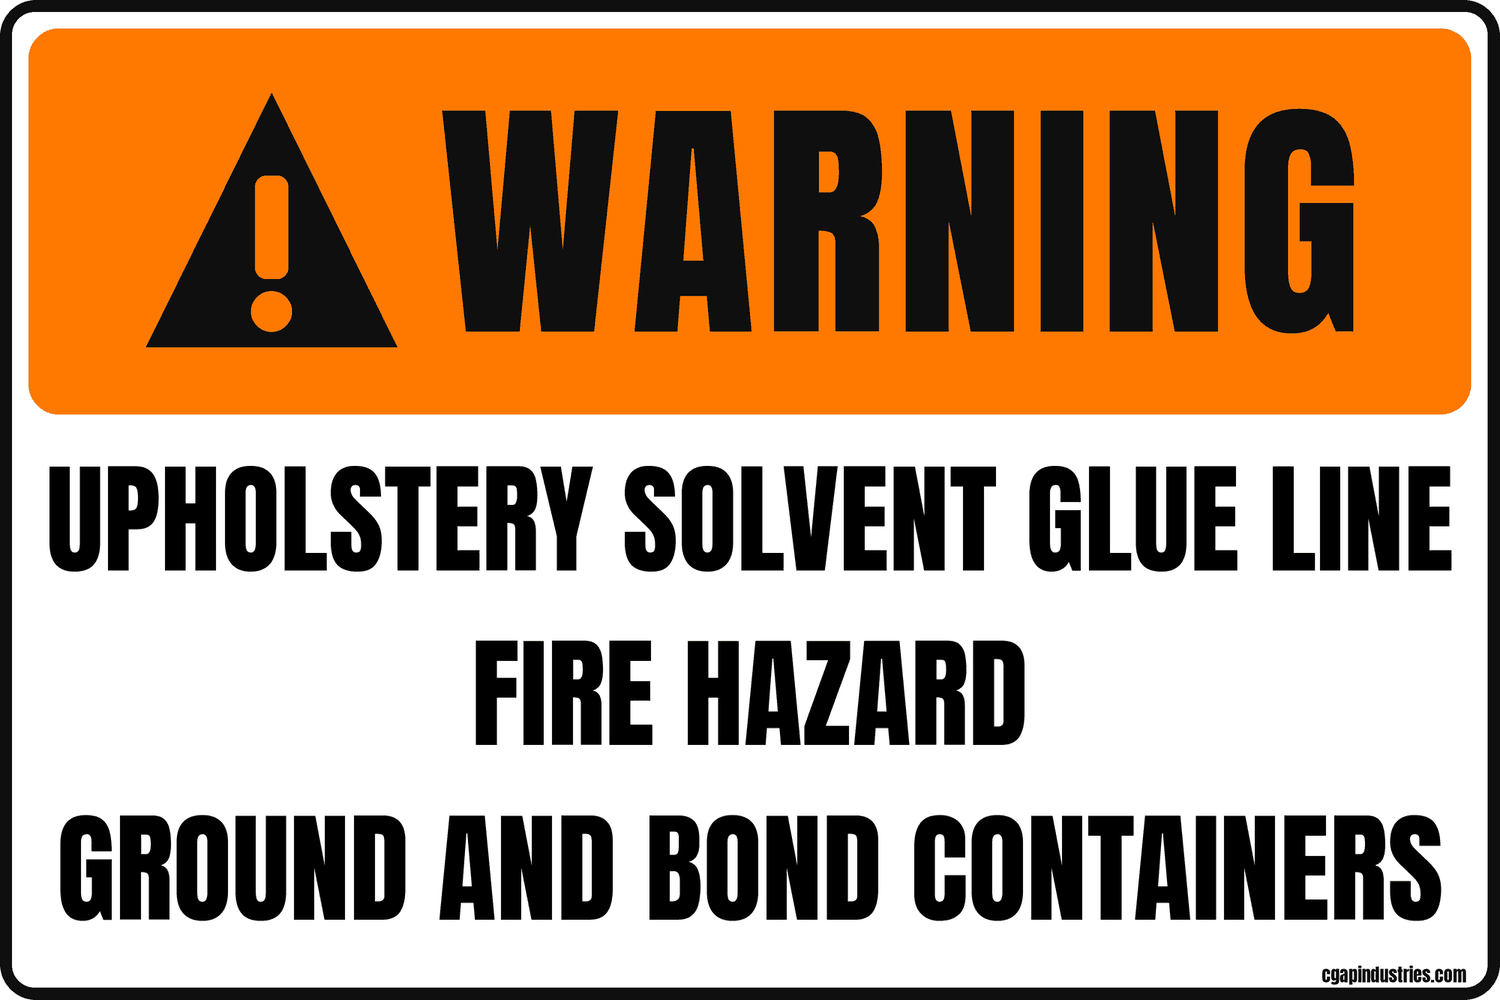 WARNING
UPHOLSTERY SOLVENT GLUE LINE
FIRE HAZARD
GROUND AND BOND CONTAINERS
cgapindustries.com